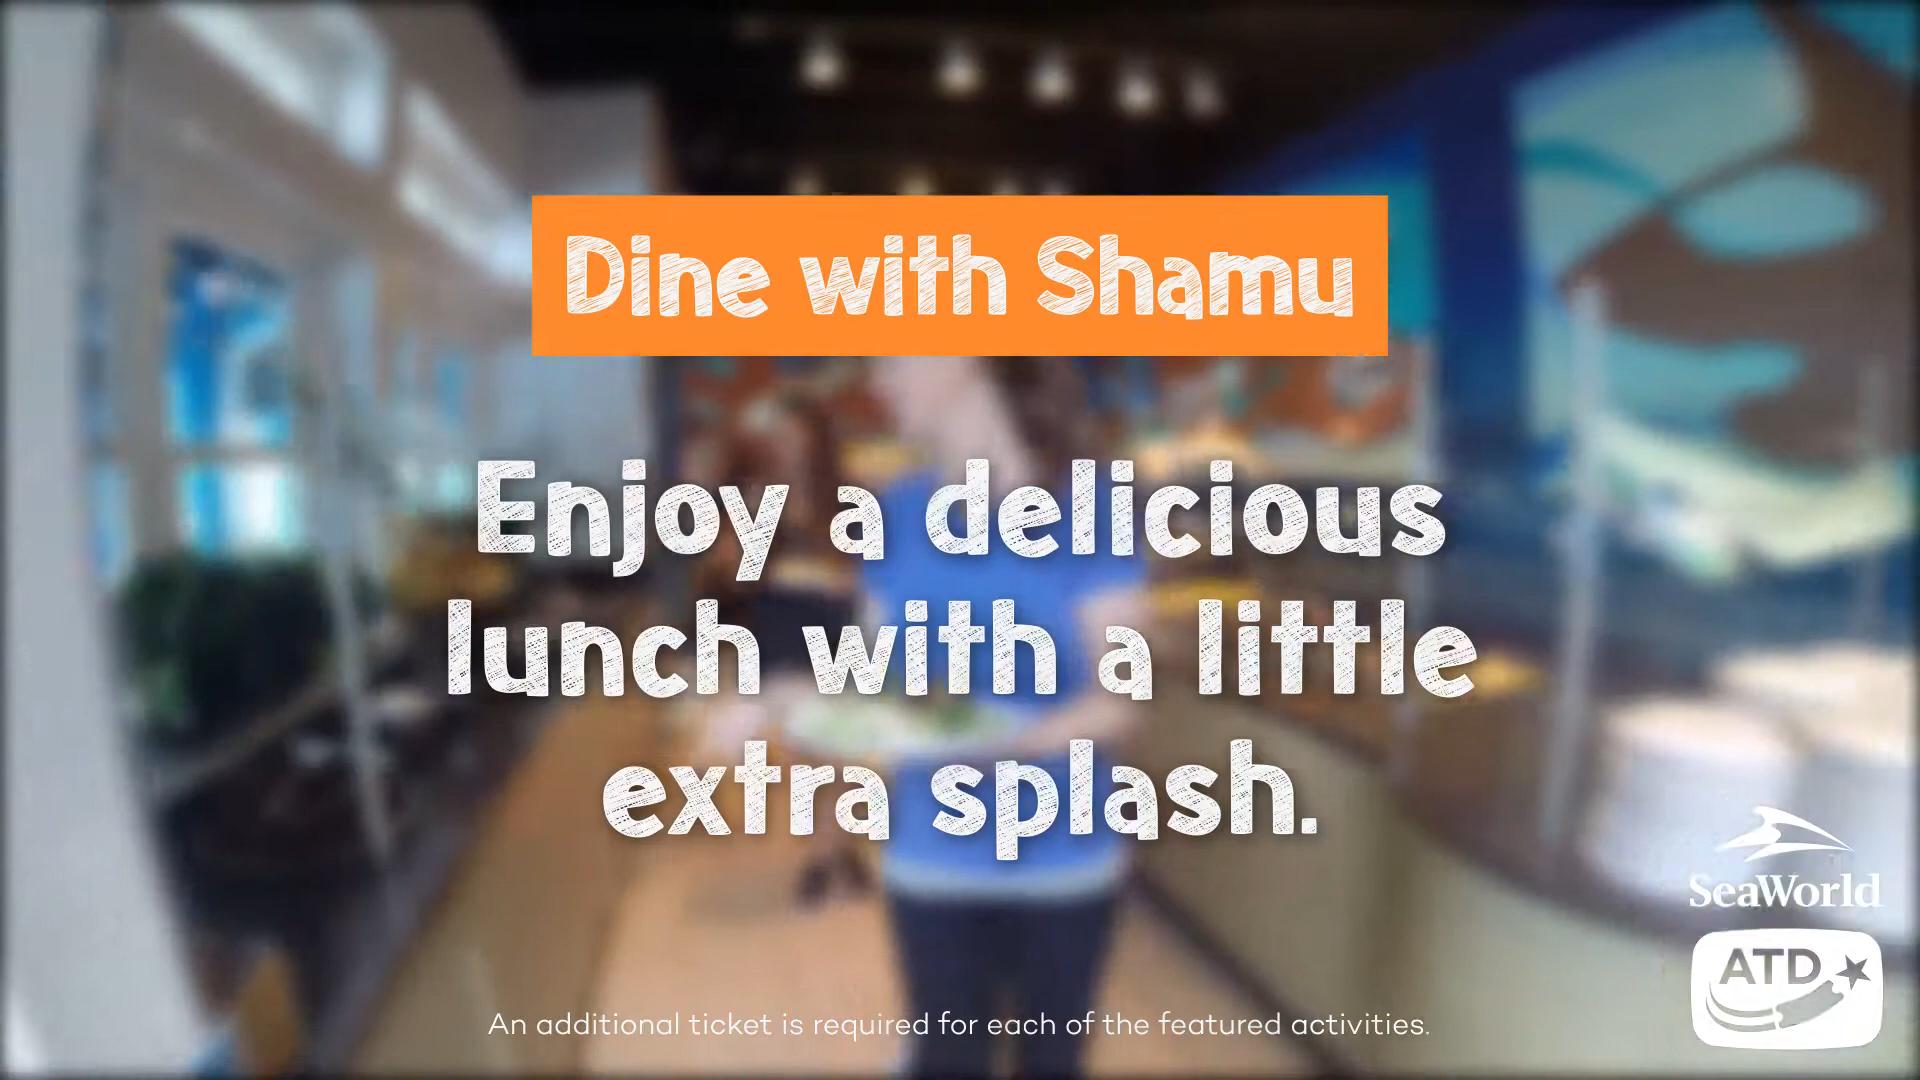 Dine with Shamu
Enjoy a delicious
lunch with a little
extra splash.
SeaWorld
ATD
An additional ticket is required for each of the featured activities.